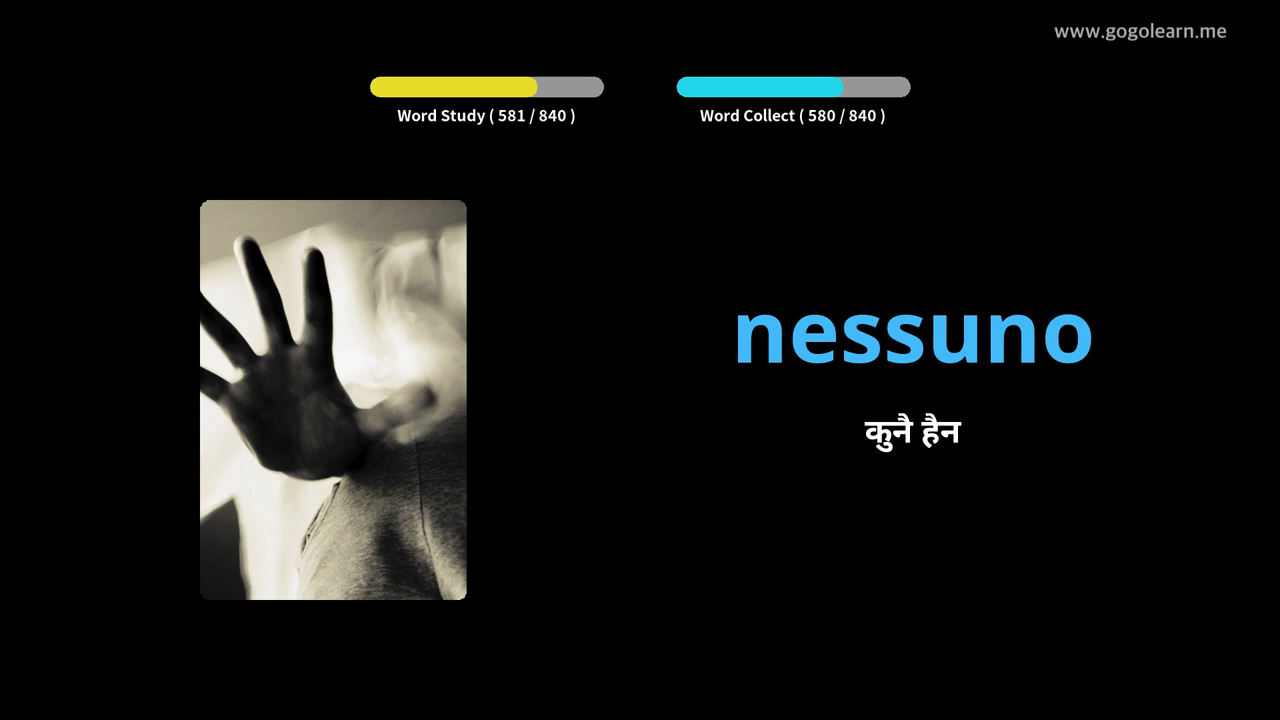 www.gogolearn.me
Word Study ( 581 / 840 )
Word Collect ( 580 / 840 )
nessuno
कुनै हैन